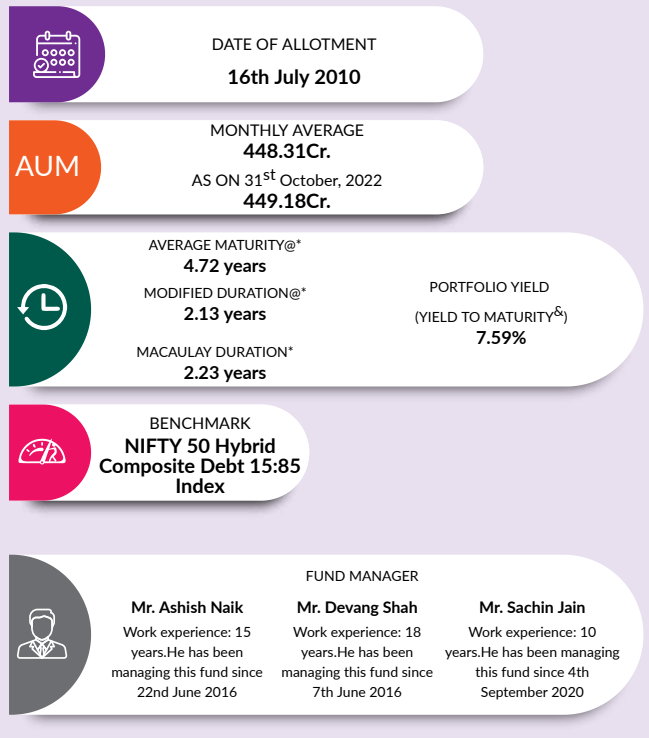 DATE OF ALLOTMENT
16th July 2010
AUM
MONTHLY AVERAGE
448.31Cr.
AS ON 31st October, 2022
449.18Cr.
AVERAGE MATURITY@*
4.72 years
MODIFIED DURATION@*
2.13 years
MACAULAY DURATION*
2.23 years
PORTFOLIO YIELD
(YIELD TO MATURITY&)
7.59%
BENCHMARK
NIFTY 50 Hybrid
Composite Debt 15:85
Index
FUND MANAGER
Mr. Ashish Naik
Work experience: 15
years.He has been
managing this fund since
22nd June 2016
Mr. Devang Shah
Work experience: 18
years.He has been
managing this fund since
7th June 2016
Mr. Sachin Jain
Work experience: 10
years.He has been managing
this fund since 4th
September 2020